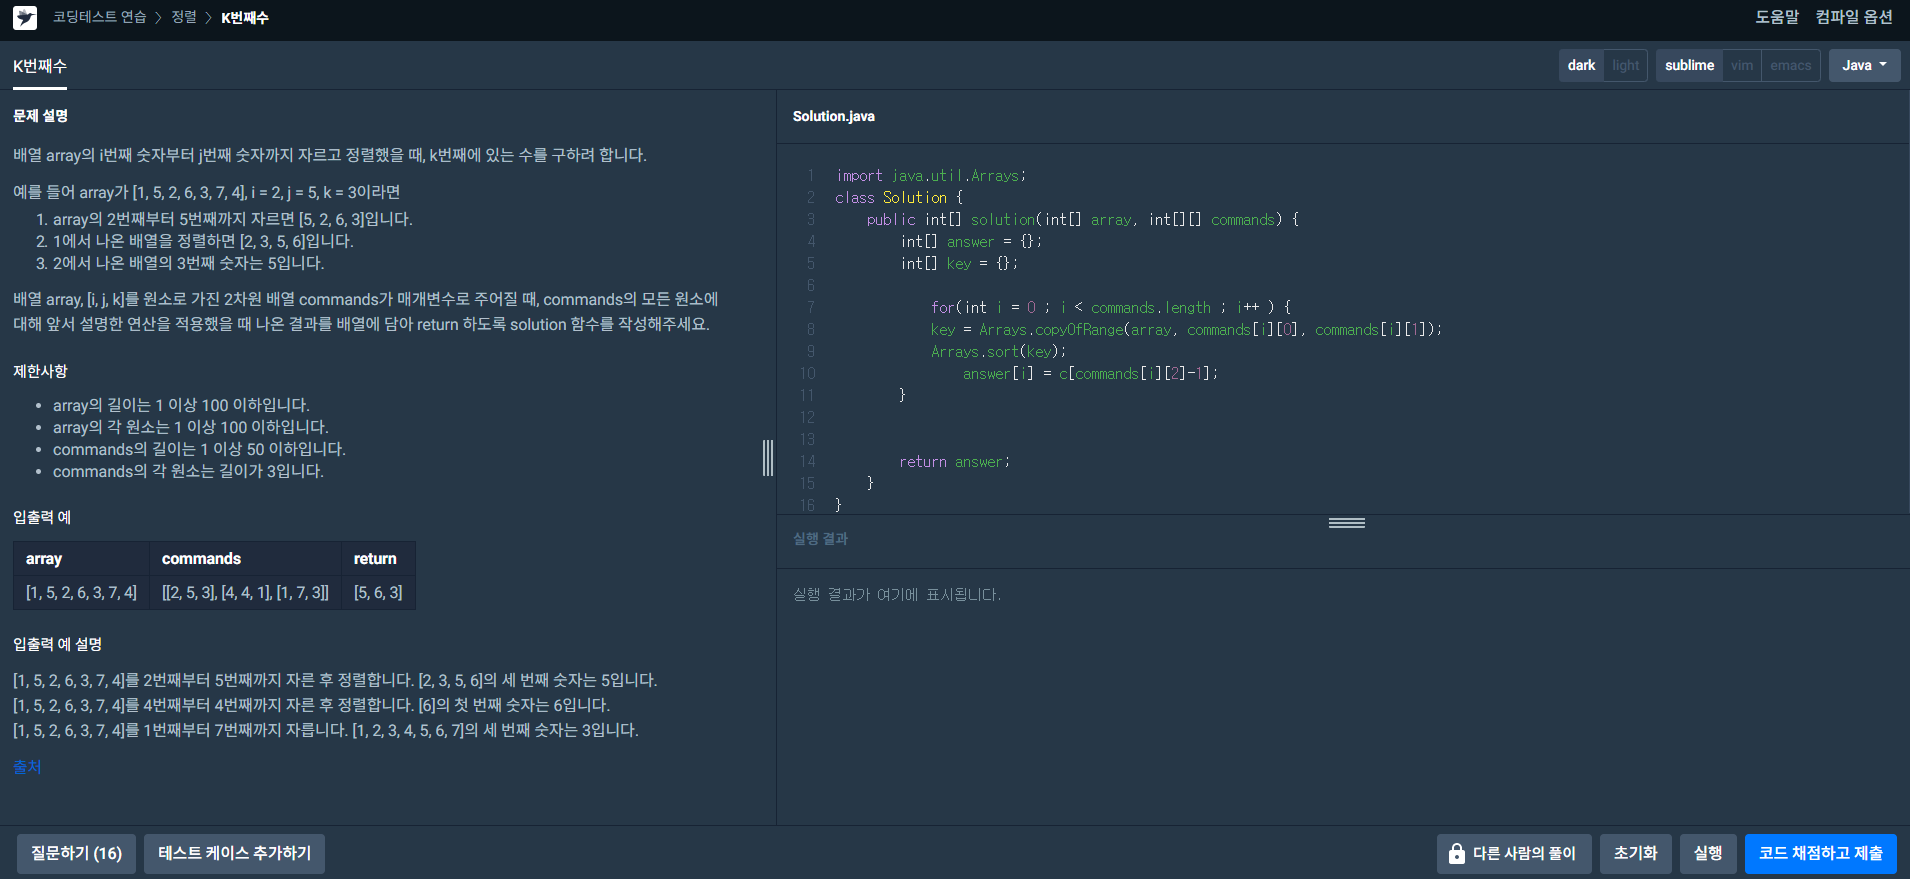 코딩테스트 연습 > 정렬 > K번째수
도움말 컴파일 옵션
K번째수
dark light sublime vim emacs Java
문제 설명
배열 array의 i번째 숫자부터 j번째 숫자까지 자르고 정렬했을 때, k번째에 있는 수를 구하려 합니다.
예를 들어 array가 [1, 5, 2, 6, 3, 7, 4], i = 2, j = 5, k = 3이라면
1. array의 2번째부터 5번째까지 자르면 [5, 2, 6, 3]입니다.
2. 1에서 나온 배열을 정렬하면 [2, 3, 5, 6]입니다.
3. 2에서 나온 배열의 3번째 숫자는 5입니다.
배열 array, [i, j, k]를 원소로 가진 2차원 배열 commands가 매개변수로 주어질 때, commands의 모든 원소에
대해 앞서 설명한 연산을 적용했을 때 나온 결과를 배열에 담아 return 하도록 solution 함수를 작성해주세요.
제한사항
• array의 길이는 1 이상 100 이하입니다.
• array의 각 원소는 1 이상 100 이하입니다.
• commands의 길이는 1 이상 50 이하입니다.
• commands의 각 원소는 길이가 3입니다.
입출력 예
array commands return
[1, 5, 2, 6, 3, 7, 4] [[2, 5, 3], [4, 4, 1], [1, 7, 3]] [5, 6, 3]
입출력 예 설명
[1, 5, 2, 6, 3, 7, 4]를 2번째부터 5번째까지 자른 후 정렬합니다. [2, 3, 5, 6]의 세 번째 숫자는 5입니다.
[1, 5, 2, 6, 3, 7, 4]를 4번째부터 4번째까지 자른 후 정렬합니다. [6]의 첫 번째 숫자는 6입니다.
[1, 5, 2, 6, 3, 7, 4]를 1번째부터 7번째까지 자릅니다. [1, 2, 3, 4, 5, 6, 7]의 세 번째 숫자는 3입니다.
출처
Solution.java
1 import java.util.Arrays;
2 class Solution {
3 public int[] solution(int[] array, int[][] commands) {
4 int[] answer = {};
5 int[] key = {};
6
7 for(int i = 0 ; i < commands.length ; i++ ) {
8 key = Arrays.copyOfRange(array, commands[i][0], commands[i][1]);
9 Arrays.sort(key);
10 answer[i] = c[commands[i][2]-1];
11 }
12
13
14 return answer;
15 }
16 }
실행 결과
실행 결과가 여기에 표시됩니다.
질문하기 (16) 테스트 케이스 추가하기
다른 사람의 풀이 초기화 실행 코드 채점하고 제출